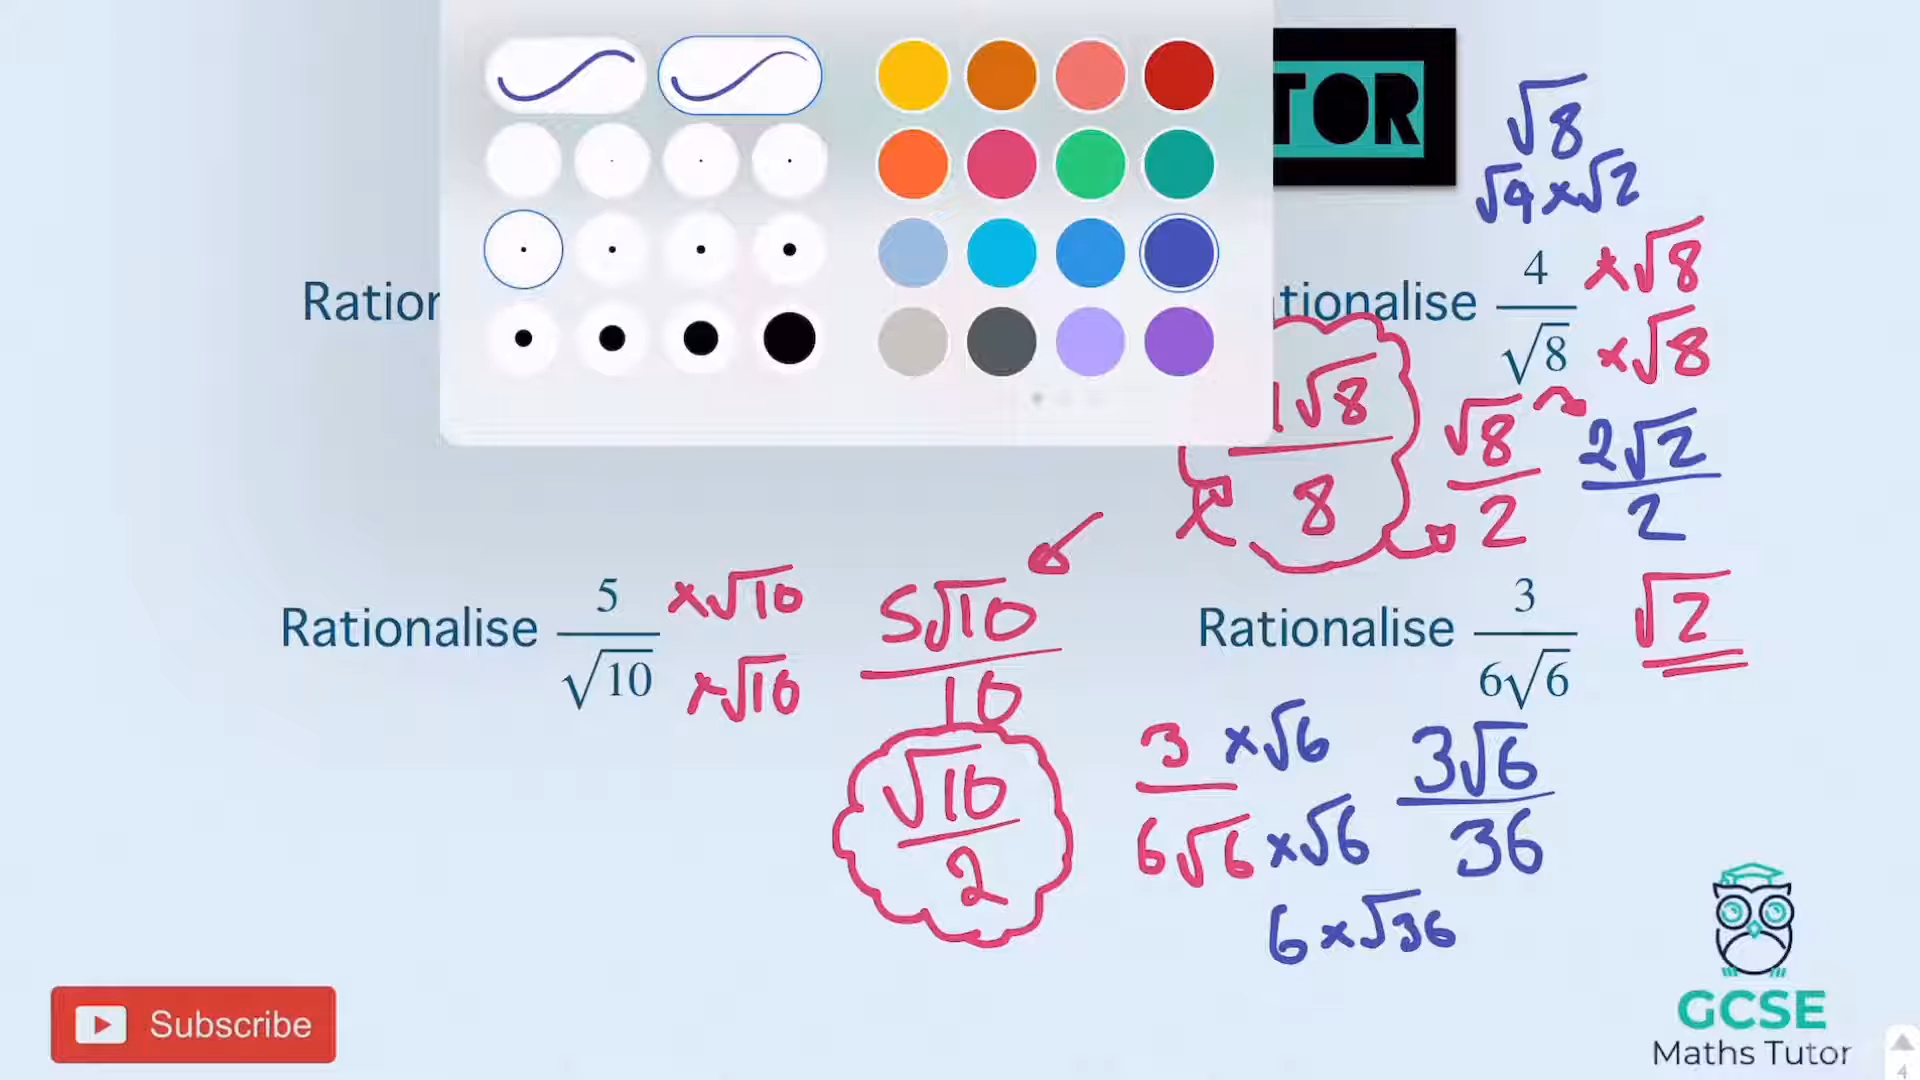 TOR
√8
√4 ×√2
Ration
tionalise 4/√8 ×√8 ×√8
√8/8
√8/2 2√2/2
√2
Rationalise 5/√10 ×√10 ×√10
5√10/10
√10/2
Rationalise 3/6√6
3/6√6 ×√6 ×√6
3√6/36
6 ×√36
Subscribe
GCSE
Maths Tutor
4